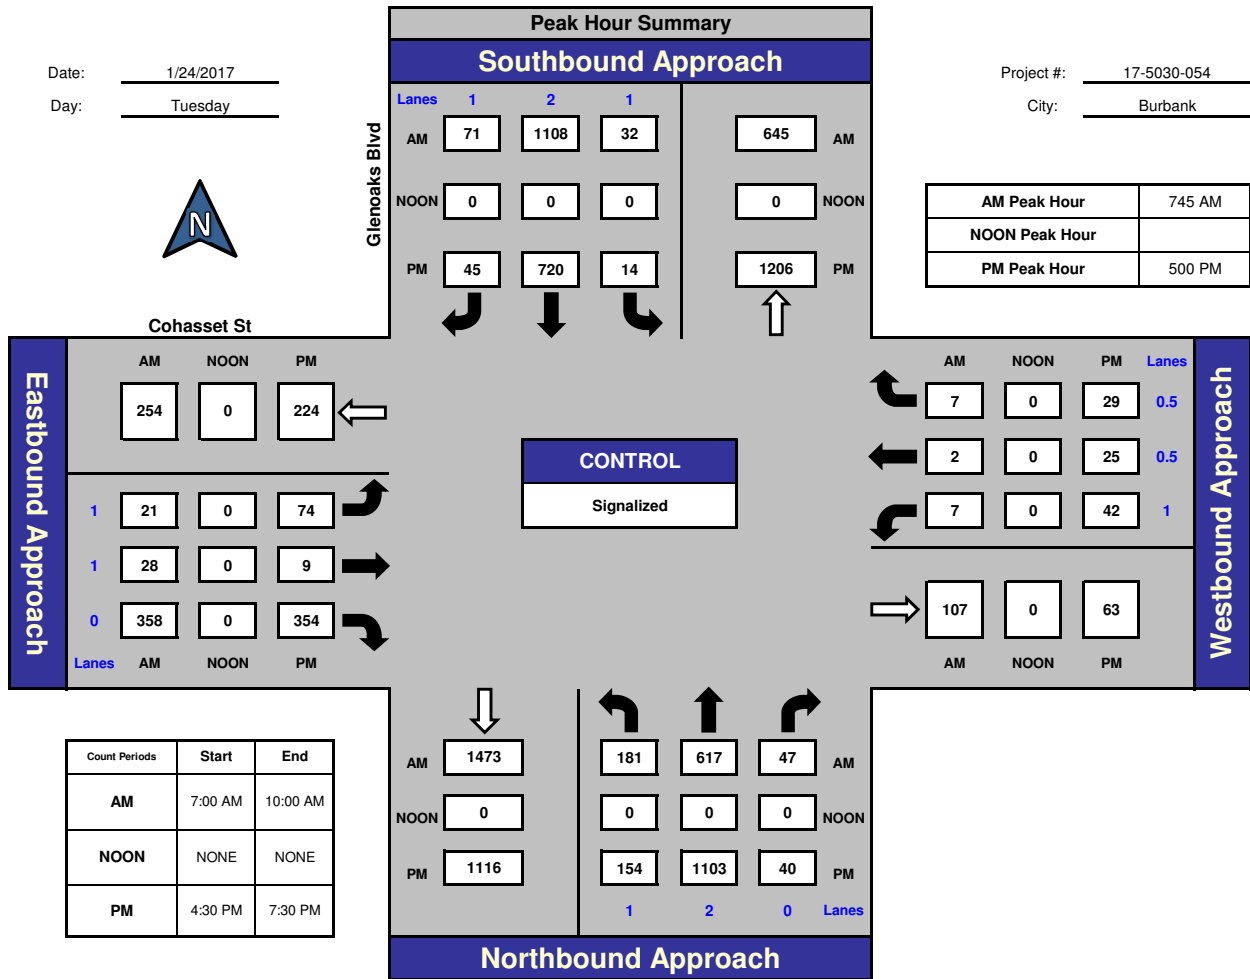 Peak Hour Summary
Southbound Approach
Date: 1/24/2017
Day: Tuesday
Project #: 17-5030-054
City: Burbank
Glenoaks Blvd
Lanes 1 2 1
AM 71 1108 32 645 AM
NOON 0 0 0 0 NOON
PM 45 720 14 1206 PM
N
AM Peak Hour 745 AM
NOON Peak Hour
PM Peak Hour 500 PM
Cohasset St
Eastbound Approach
AM NOON PM
254 0 224
1 21 0 74
1 28 0 9
0 358 0 354
Lanes AM NOON PM
CONTROL
Signalized
AM NOON PM Lanes
7 0 29 0.5
2 0 25 0.5
7 0 42 1
107 0 63
AM NOON PM
Westbound Approach
Count Periods Start End
AM 7:00 AM 10:00 AM
NOON NONE NONE
PM 4:30 PM 7:30 PM
AM 1473 181 617 47 AM
NOON 0 0 0 0 NOON
PM 1116 154 1103 40 PM
1 2 0 Lanes
Northbound Approach